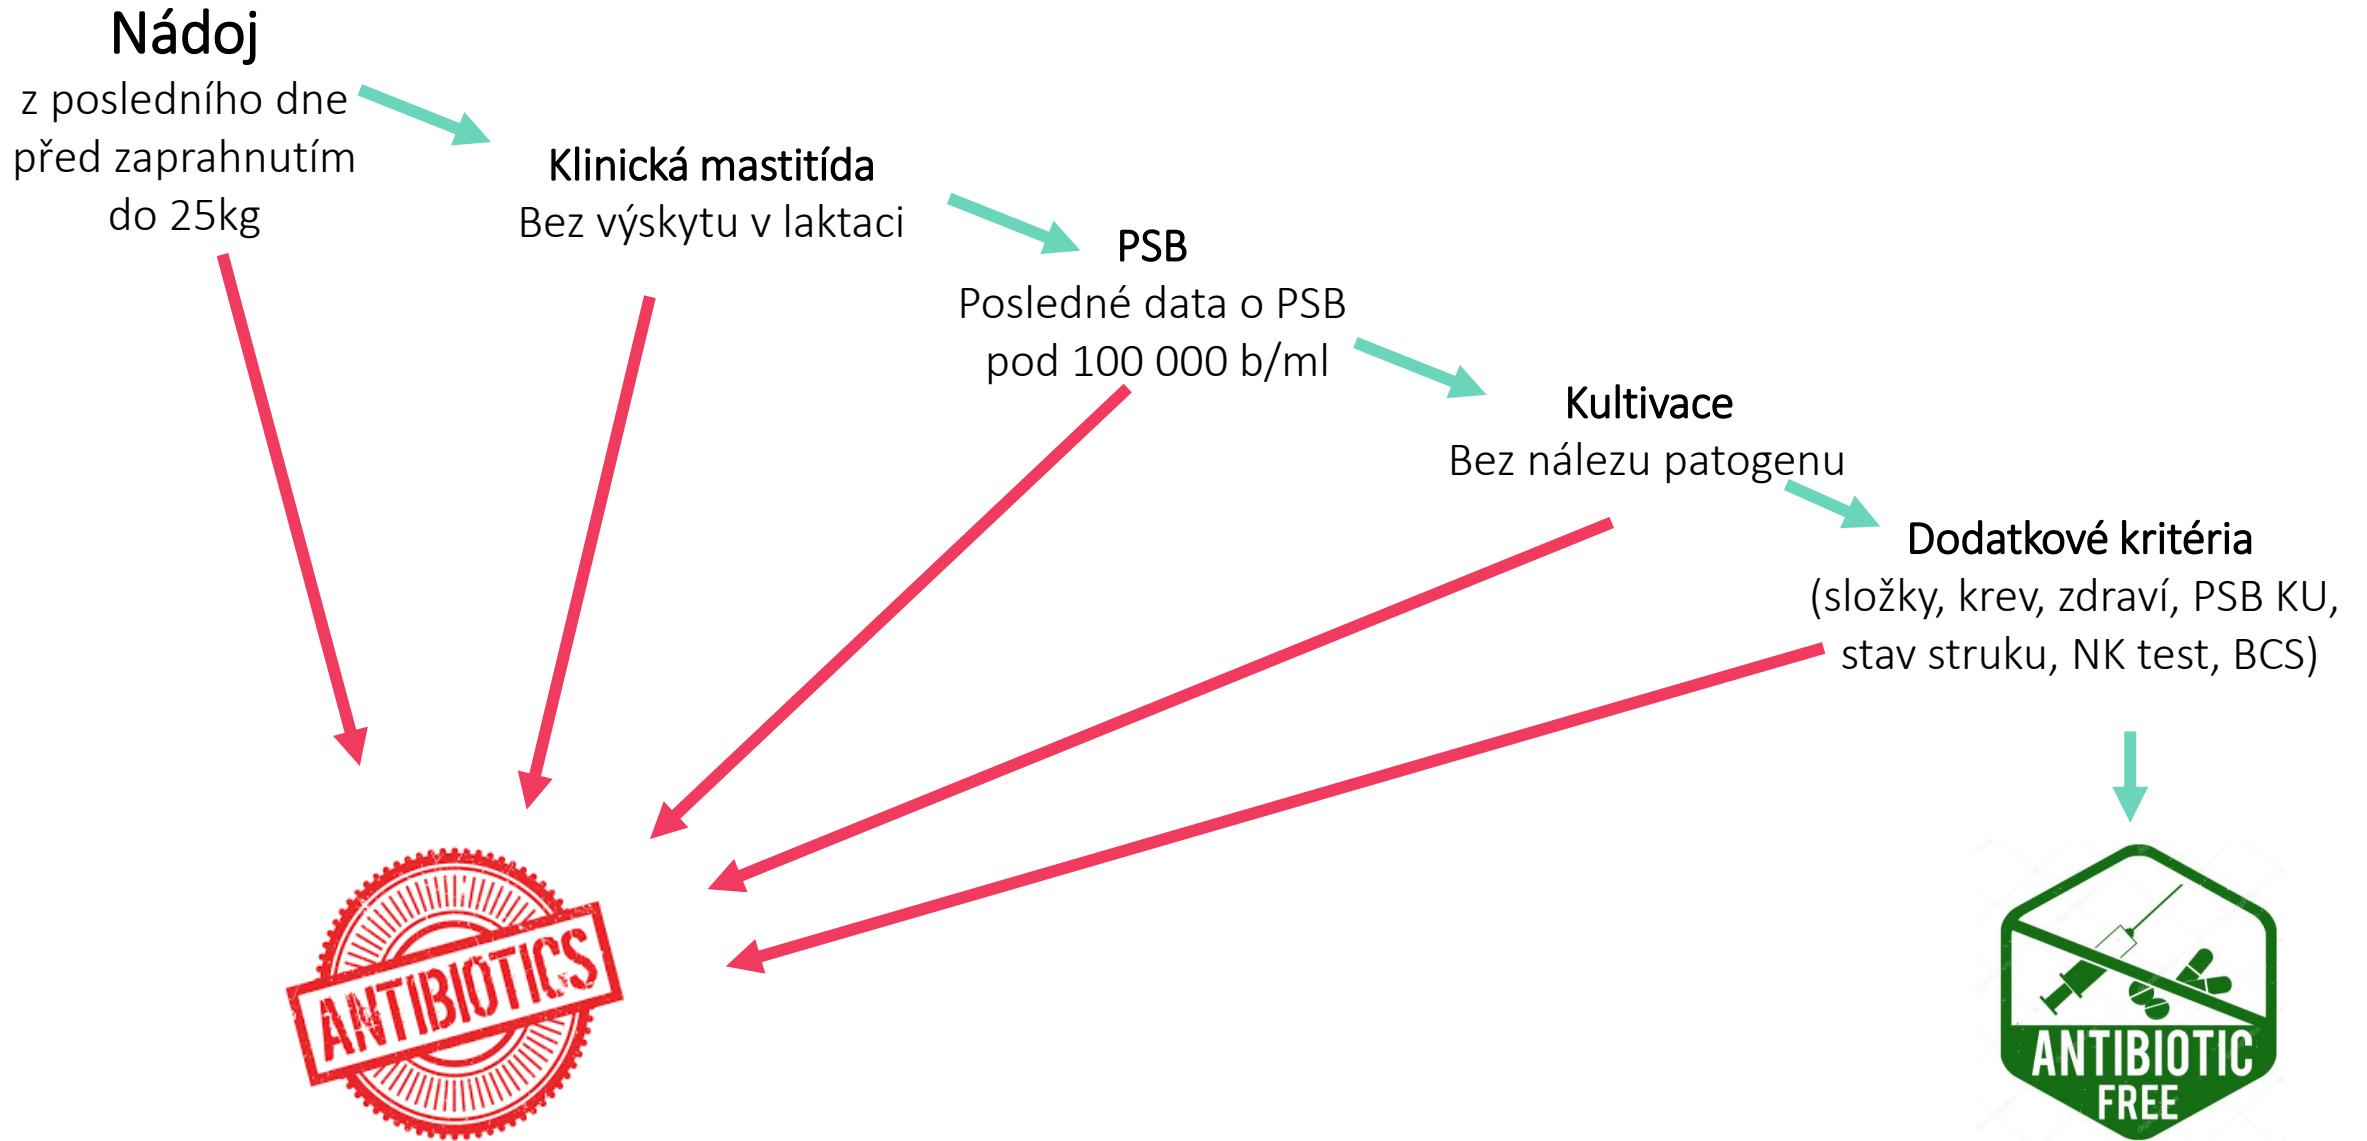 Nádoj
z posledního dne
před zaprahnutím
do 25kg
Klinická mastitída
Bez výskytu v laktaci
PSB
Posledné data o PSB
pod 100 000 b/ml
Kultivace
Bez nálezu patogenu
Dodatkové kritéria
(složky, krev, zdraví, PSB KU,
stav struku, NK test, BCS)
ANTIBIOTICS
ANTIBIOTIC
FREE